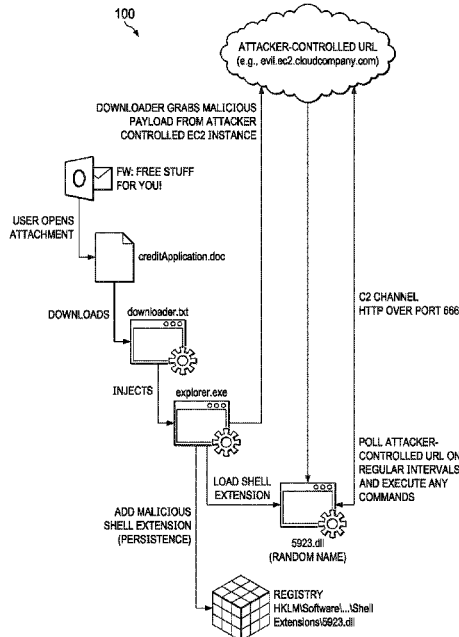 100
ATTACKER-CONTROLLED URL
(e.g., evil.ec2.cloudcompany.com)
DOWNLOADER GRABS MALICIOUS
PAYLOAD FROM ATTACKER
CONTROLLED EC2 INSTANCE
FW: FREE STUFF
FOR YOU!
USER OPENS
ATTACHMENT
creditApplication.doc
C2 CHANNEL
HTTP OVER PORT 666
DOWNLOADS
downloader.txt
INJECTS
explorer.exe
POLL ATTACKER-
CONTROLLED URL ON
REGULAR INTERVALS
AND EXECUTE ANY
COMMANDS
LOAD SHELL
EXTENSION
ADD MALICIOUS
SHELL EXTENSION
(PERSISTENCE)
5923.dll
(RANDOM NAME)
REGISTRY
HKLM\Software\...\Shell
Extensions\5923.dll